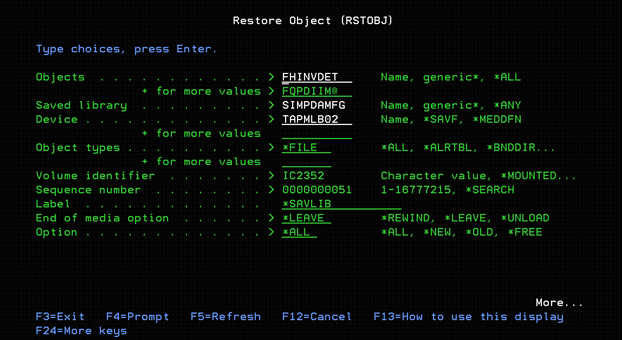 Restore Object (RSTOBJ)
Type choices, press Enter.
Objects . . . . . . . . . . . . > FHINVDET Name, generic*, *ALL
+ for more values > FQPDIIM@
Saved library . . . . . . . . . > SIMPDAMFG Name, generic*, *ANY
Device . . . . . . . . . . . . . > TAPMLB02 Name, *SAVF, *MEDDFN
+ for more values
Object types . . . . . . . . . . > *FILE *ALL, *ALRTBL, *BNDDIR...
+ for more values
Volume identifier . . . . . . . > IC2352 Character value, *MOUNTED...
Sequence number . . . . . . . . > 0000000051 1-16777215, *SEARCH
Label . . . . . . . . . . . . . *SAVLIB
End of media option . . . . . . > *LEAVE *REWIND, *LEAVE, *UNLOAD
Option . . . . . . . . . . . . . > *ALL *ALL, *NEW, *OLD, *FREE
More...
F3=Exit F4=Prompt F5=Refresh F12=Cancel F13=How to use this display
F24=More keys